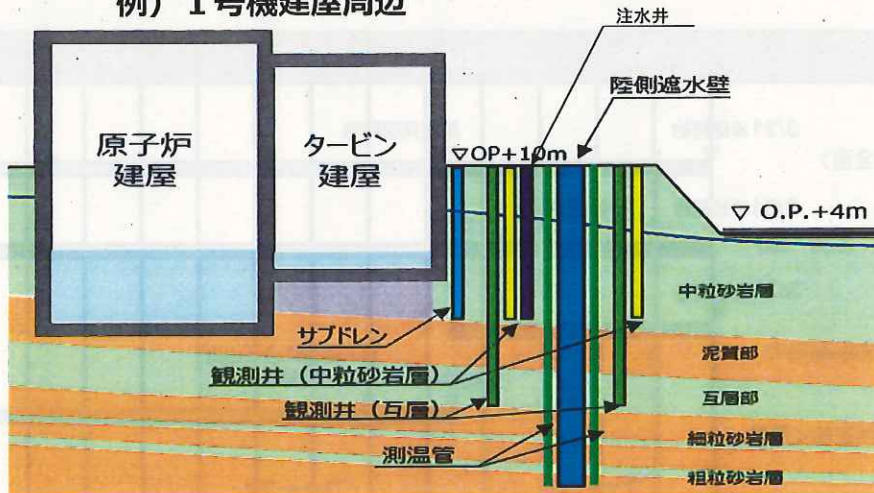 例）1号機建屋周辺
注水井
陸側遮水壁
原子炉
建屋
タービン
建屋
▽OP+10m
▽ O.P.+4m
中粒砂岩層
サブドレン
泥質部
観測井（中粒砂岩層）
互層部
観測井（互層）
細粒砂岩層
測温管
粗粒砂岩層